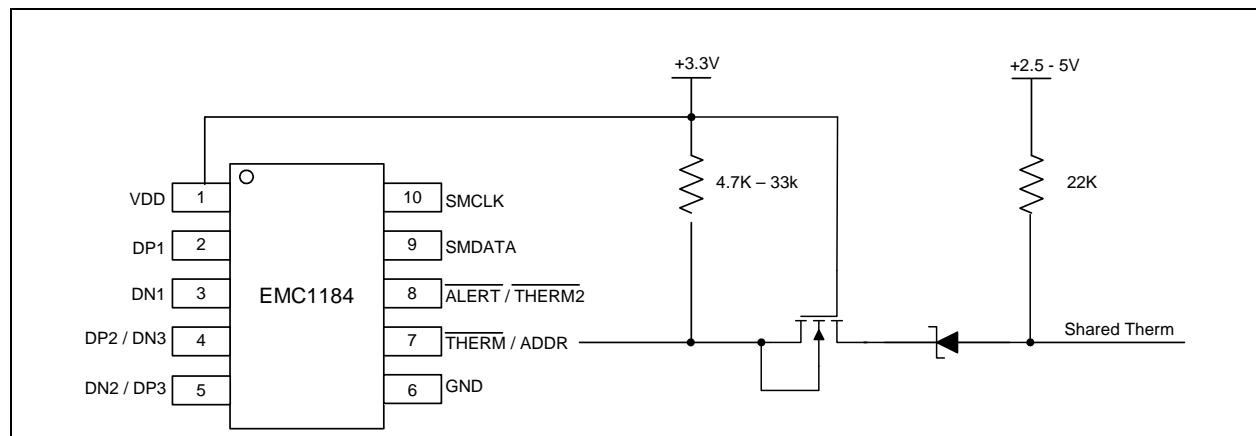 +3.3V
+2.5 - 5V
4.7K – 33k
22K
VDD 1
10 SMCLK
DP1 2
9 SMDATA
DN1 3
EMC1184
8 ALERT / THERM2
DP2 / DN3 4
7 THERM / ADDR
Shared Therm
DN2 / DP3 5
6 GND